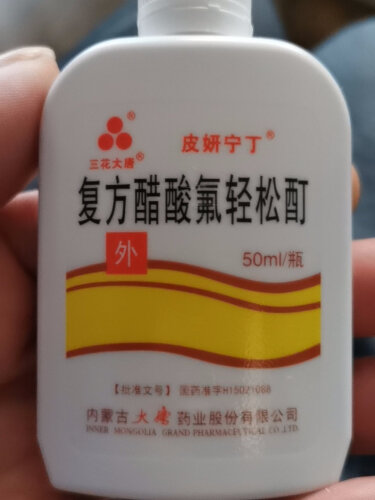 三花大唐®
皮妍宁丁®
复方醋酸氟轻松酊
外
50ml/瓶
【批准文号】 国药准字H15021088
内蒙古大唐药业股份有限公司
INNER MONGOLIA GRAND PHARMACEUTICAL CO.,LTD.